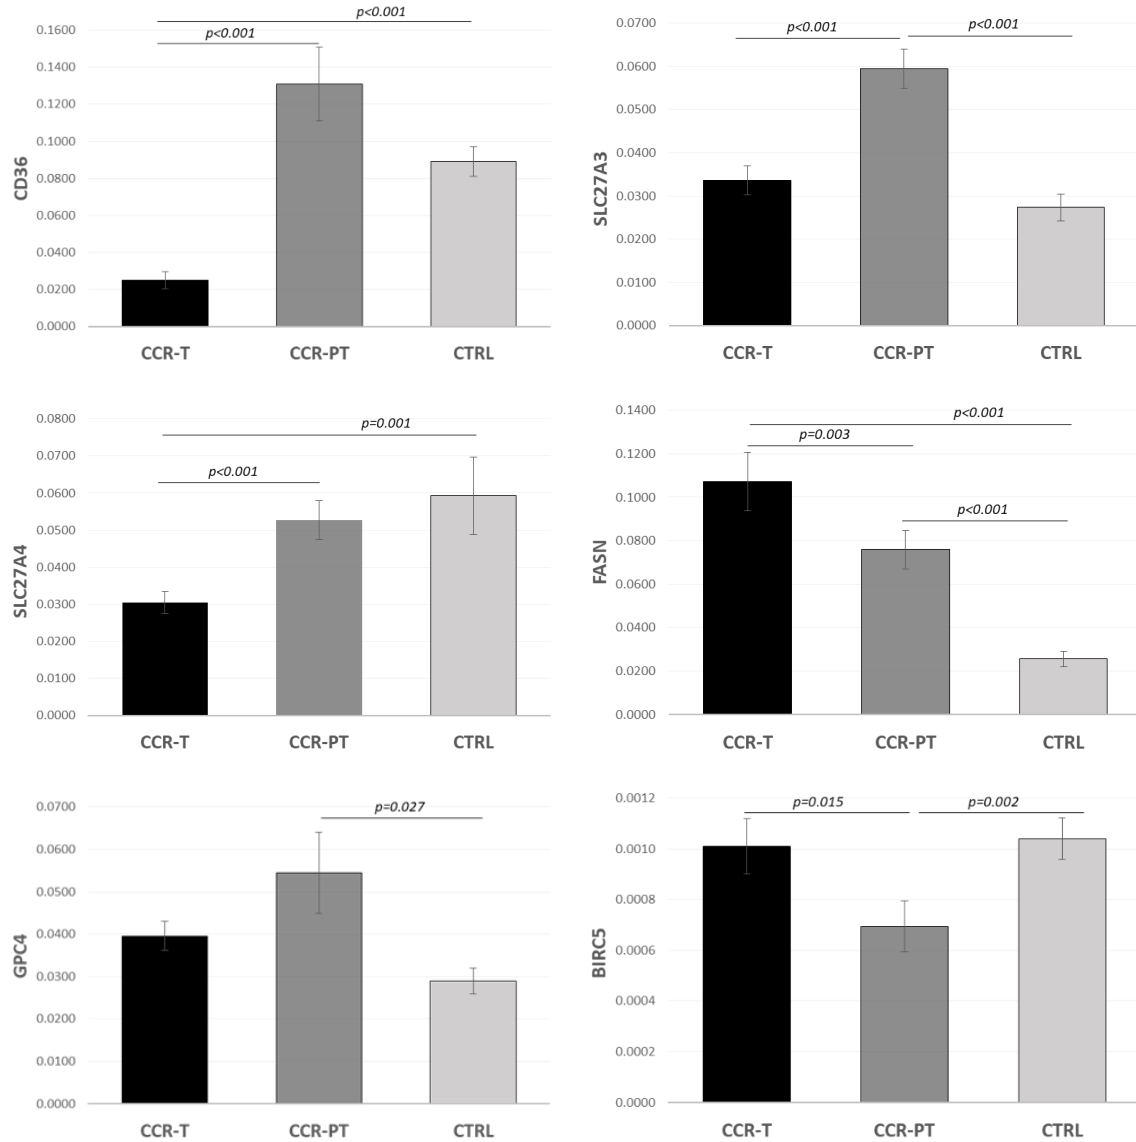 p<0.001
p<0.001
0.1600
0.1400
0.1200
0.1000
0.0800
0.0600
0.0400
0.0200
0.0000
CD36
CCR-T CCR-PT CTRL
p<0.001 p<0.001
0.0700
0.0600
0.0500
0.0400
0.0300
0.0200
0.0100
0.0000
SLC27A3
CCR-T CCR-PT CTRL
p=0.001
p<0.001
0.0800
0.0700
0.0600
0.0500
0.0400
0.0300
0.0200
0.0100
0.0000
SLC27A4
CCR-T CCR-PT CTRL
p<0.001
p=0.003
p<0.001
0.1400
0.1200
0.1000
0.0800
0.0600
0.0400
0.0200
0.0000
FASN
CCR-T CCR-PT CTRL
p=0.027
0.0700
0.0600
0.0500
0.0400
0.0300
0.0200
0.0100
0.0000
GPC4
CCR-T CCR-PT CTRL
p=0.015 p=0.002
0.0012
0.0010
0.0008
0.0006
0.0004
0.0002
0.0000
BIRC5
CCR-T CCR-PT CTRL